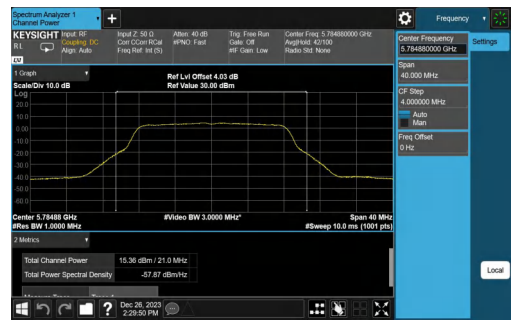 Spectrum Analyzer 1
Channel Power
Frequency
KEYSIGHT
Input: RF
Coupling: DC
Align: Auto
Input Z: 50 Ω
Corr CCorr RCal
Freq Ref: Int (S)
Atten: 40 dB
#PNO: Fast
Trig: Free Run
Gate: Off
#IF Gain: Low
Center Freq: 5.784880000 GHz
Avg|Hold: 42/100
Radio Std: None
RL
LV
Center Frequency
5.784880000 GHz
Settings
Span
40.000 MHz
CF Step
4.000000 MHz
Auto
Man
Freq Offset
0 Hz
1 Graph
Scale/Div 10.0 dB
Ref Lvl Offset 4.03 dB
Ref Value 30.00 dBm
Log
20.0
10.0
0.00
-10.0
-20.0
-30.0
-40.0
-50.0
-60.0
Center 5.78488 GHz
#Res BW 1.0000 MHz
#Video BW 3.0000 MHz*
Span 40 MHz
#Sweep 10.0 ms (1001 pts)
2 Metrics
Total Channel Power
15.36 dBm / 21.0 MHz
Total Power Spectral Density
-57.87 dBm/Hz
Local
?
Dec 26, 2023
2:29:50 PM